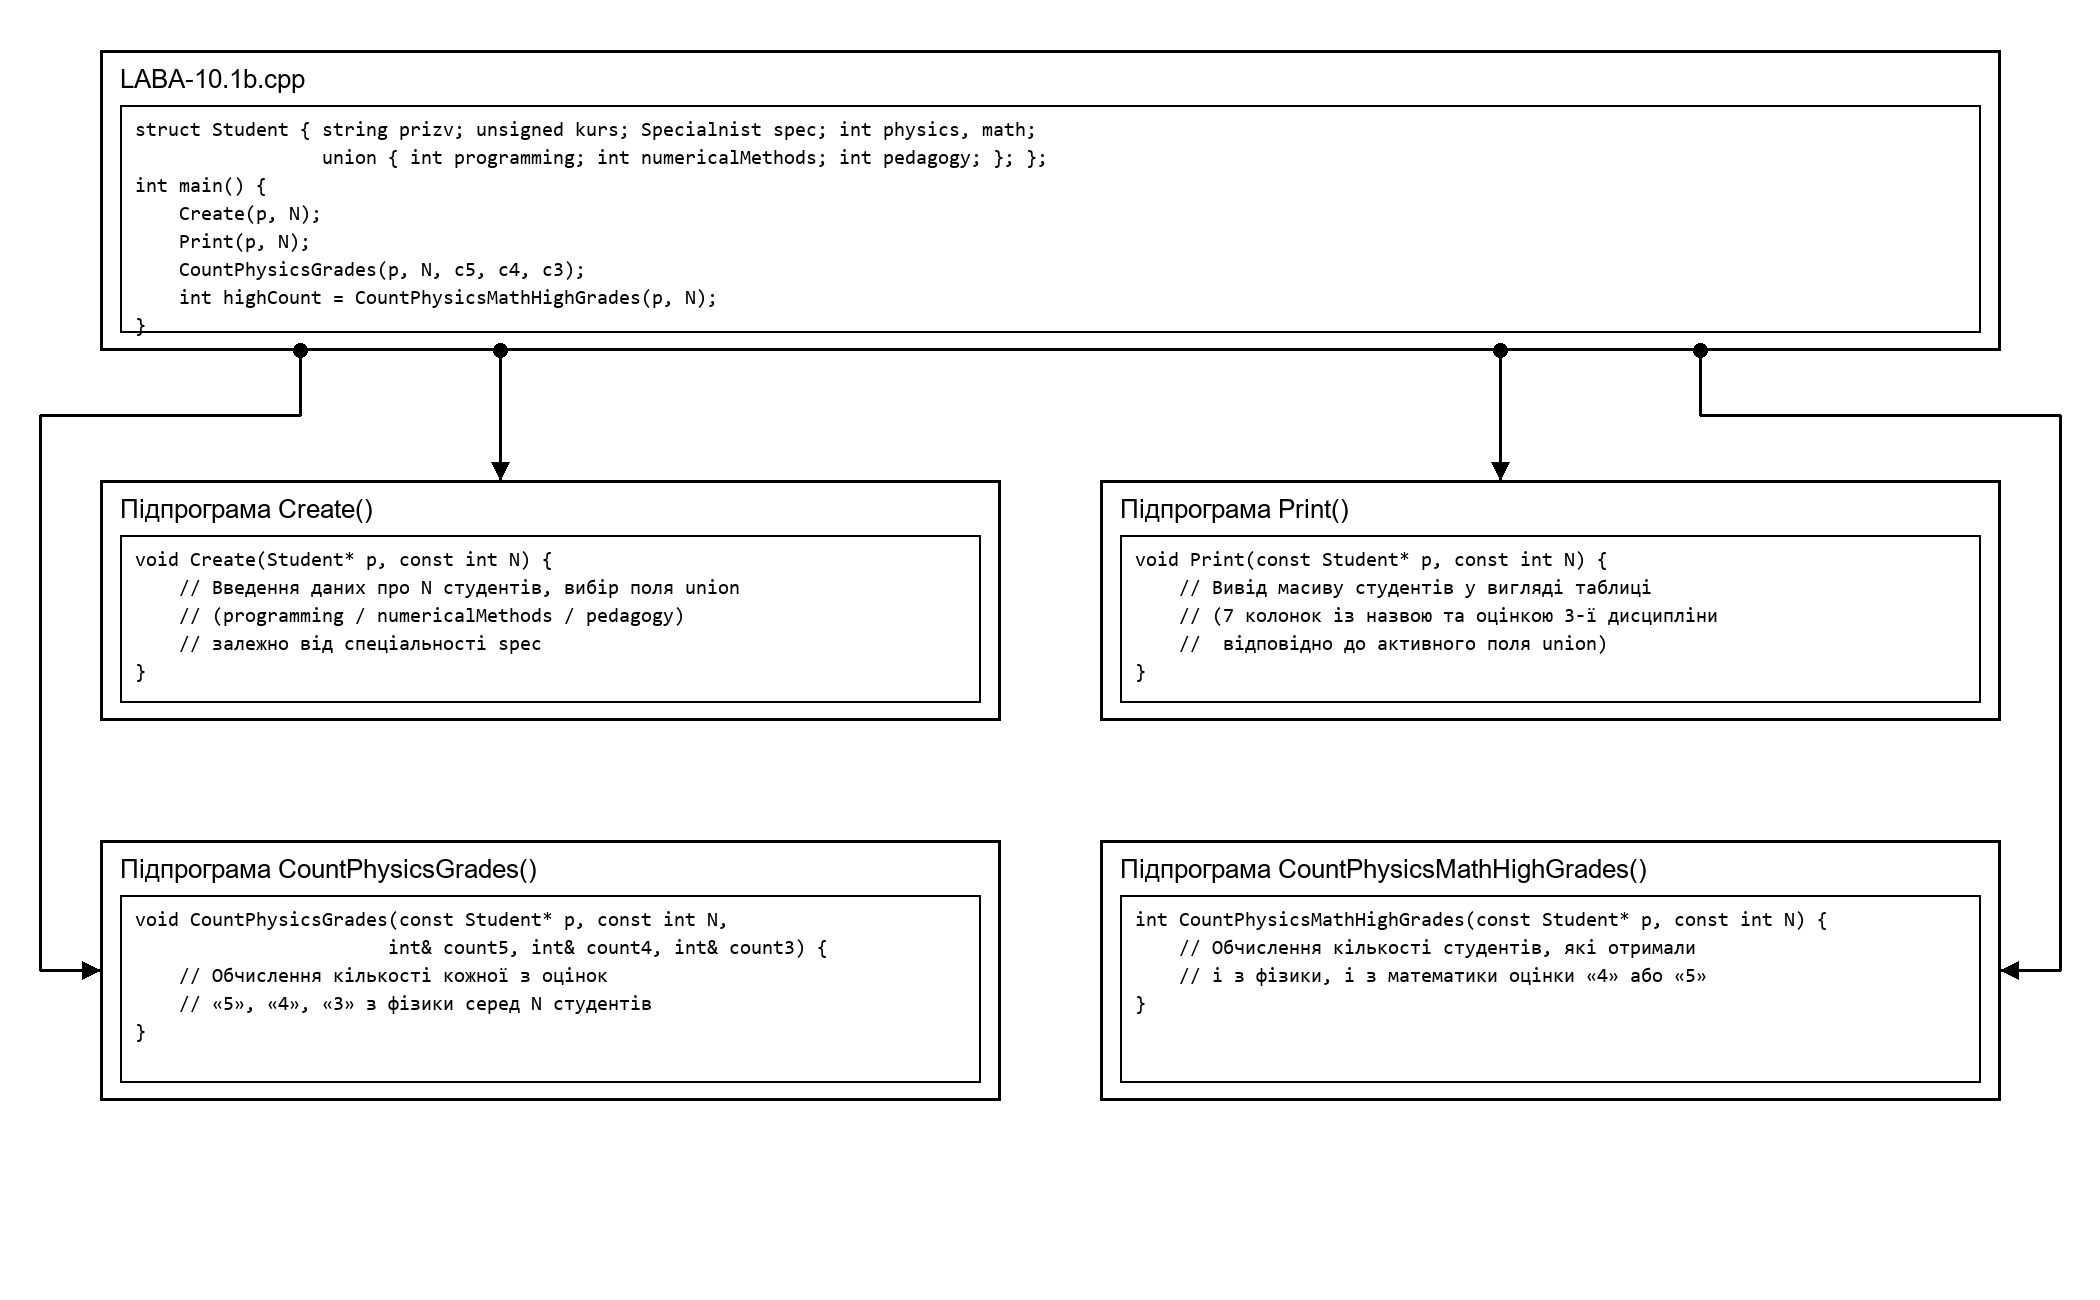 LABA-10.1b.cpp
struct Student { string prizv; unsigned kurs; Specialnist spec; int physics, math;
                 union { int programming; int numericalMethods; int pedagogy; }; };
int main() {
    Create(p, N);
    Print(p, N);
    CountPhysicsGrades(p, N, c5, c4, c3);
    int highCount = CountPhysicsMathHighGrades(p, N);
}
Підпрограма Create()
void Create(Student* p, const int N) {
    // Введення даних про N студентів, вибір поля union
    // (programming / numericalMethods / pedagogy)
    // залежно від спеціальності spec
}
Підпрограма Print()
void Print(const Student* p, const int N) {
    // Вивід масиву студентів у вигляді таблиці
    // (7 колонок із назвою та оцінкою 3-ї дисципліни
    //  відповідно до активного поля union)
}
Підпрограма CountPhysicsGrades()
void CountPhysicsGrades(const Student* p, const int N,
                       int& count5, int& count4, int& count3) {
    // Обчислення кількості кожної з оцінок
    // «5», «4», «3» з фізики серед N студентів
}
Підпрограма CountPhysicsMathHighGrades()
int CountPhysicsMathHighGrades(const Student* p, const int N) {
    // Обчислення кількості студентів, які отримали
    // і з фізики, і з математики оцінки «4» або «5»
}